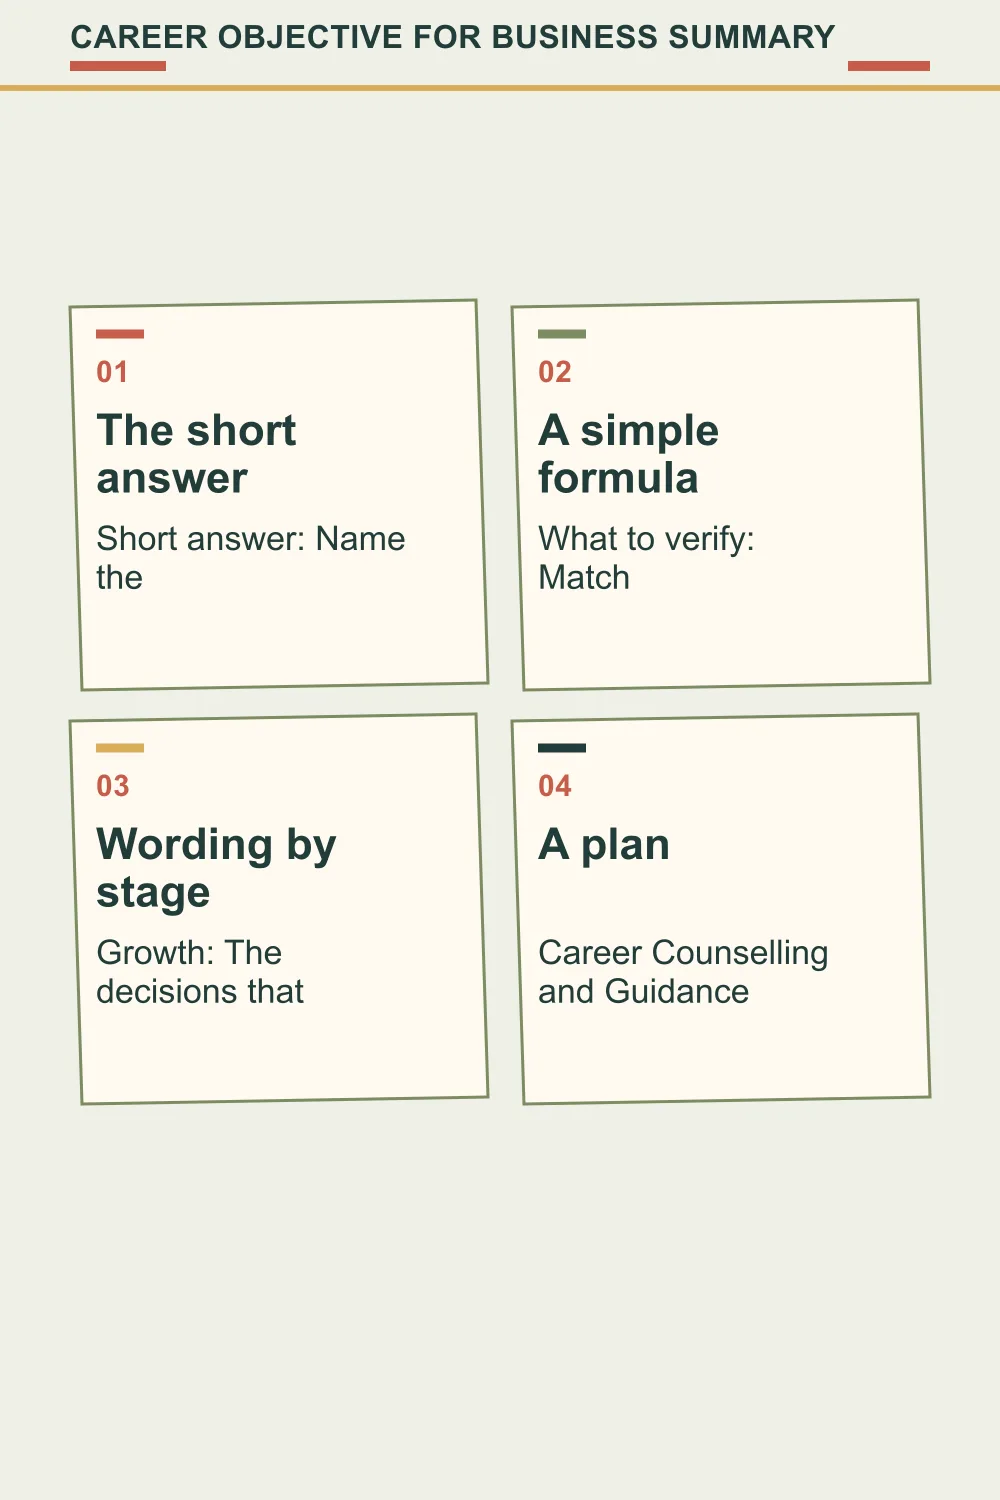 CAREER OBJECTIVE FOR BUSINESS SUMMARY
01
The short
answer
Short answer: Name
the
02
A simple
formula
What to verify:
Match
03
Wording by
stage
Growth: The
decisions that
04
A plan
Career Counselling
and Guidance